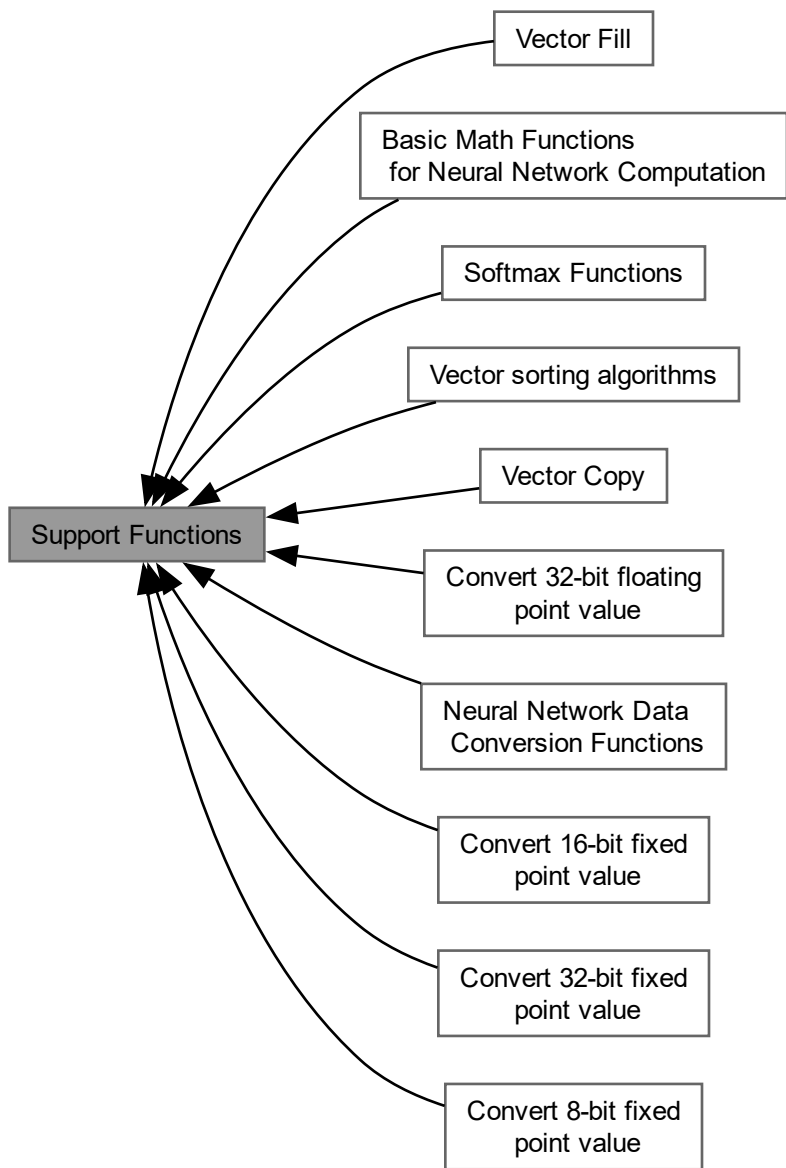 Vector Fill
Basic Math Functions
for Neural Network Computation
Softmax Functions
Vector sorting algorithms
Vector Copy
Support Functions
Convert 32-bit floating
point value
Neural Network Data
Conversion Functions
Convert 16-bit fixed
point value
Convert 32-bit fixed
point value
Convert 8-bit fixed
point value